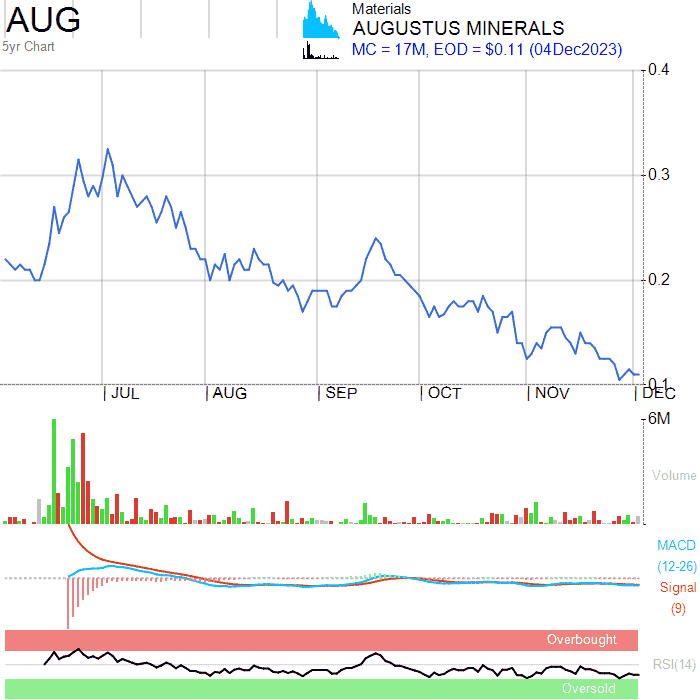 AUG
5yr Chart
Materials
AUGUSTUS MINERALS
MC = 17M, EOD = $0.11 (04Dec2023)
0.4
0.3
0.2
0.1
JUL AUG SEP OCT NOV DEC
6M
Volume
MACD
(12-26)
Signal
(9)
Overbought
RSI(14)
Oversold